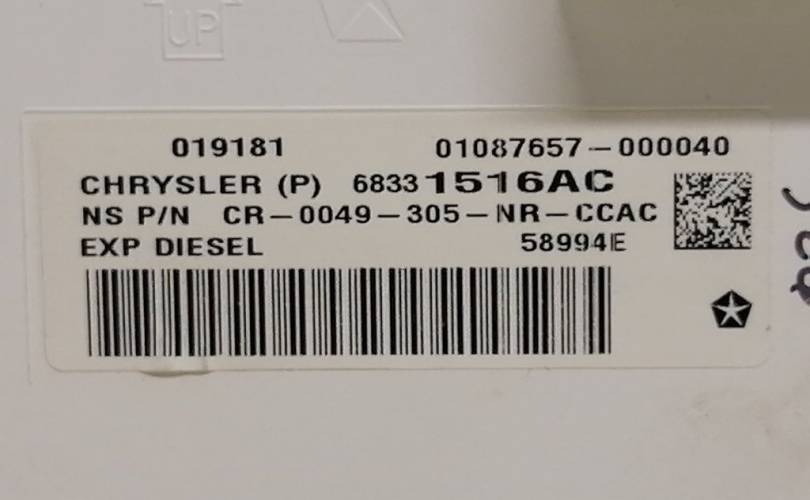 UP
019181 01087657-000040
CHRYSLER (P) 68331516AC
NS P/N CR-0049-305-NR-CCAC
EXP DIESEL 58994E